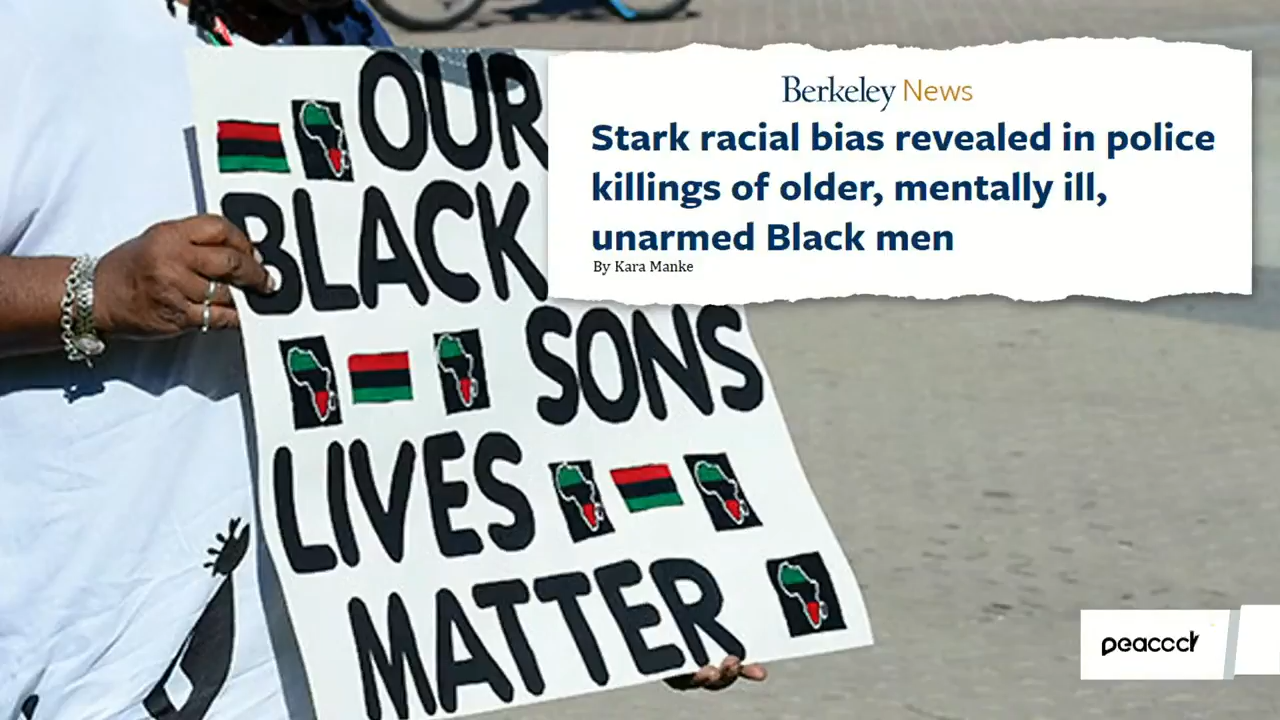 OUR
BLACK
SONS
LIVES
MATTER
Berkeley News
Stark racial bias revealed in police
killings of older, mentally ill,
unarmed Black men
By Kara Manke
peacock